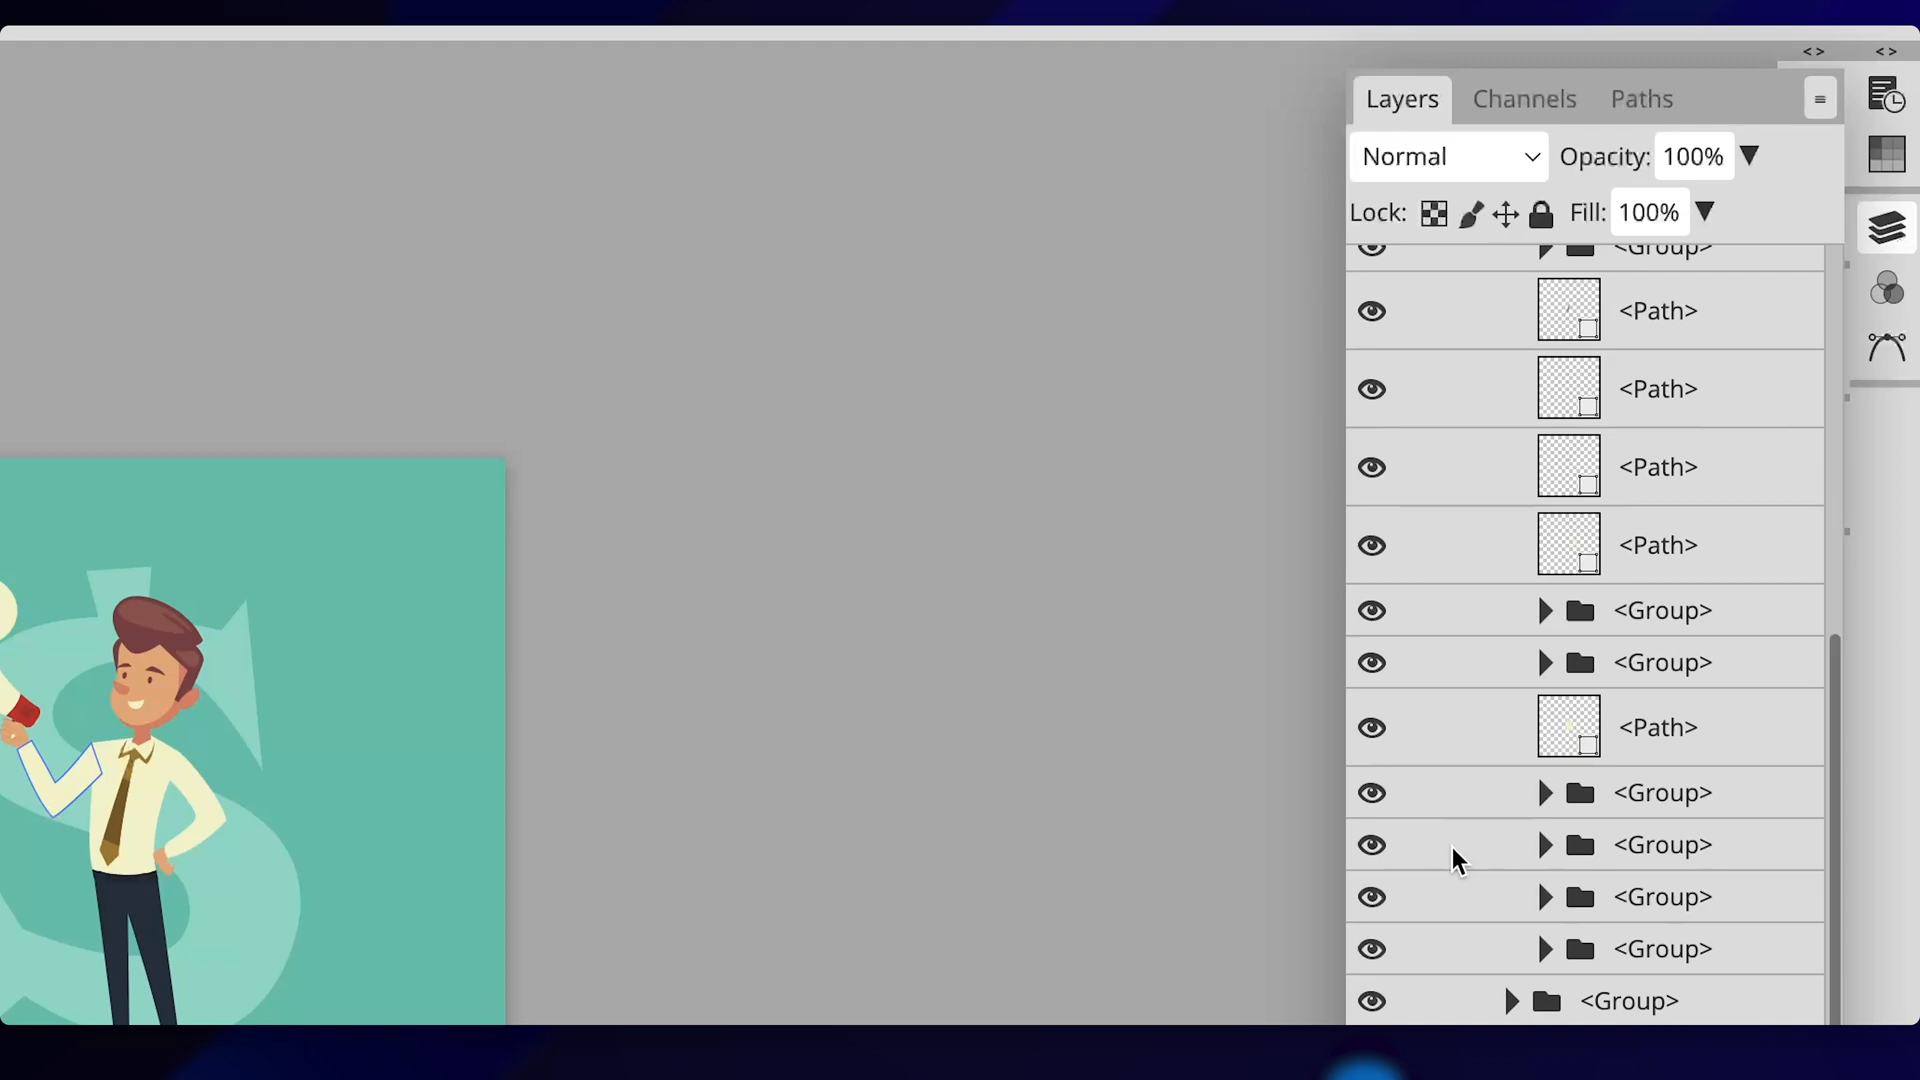 < > < >
Layers Channels Paths
Normal Opacity: 100%
Lock: Fill: 100%
<Group>
<Path>
<Path>
<Path>
<Path>
<Group>
<Group>
<Path>
<Group>
<Group>
<Group>
<Group>
<Group>